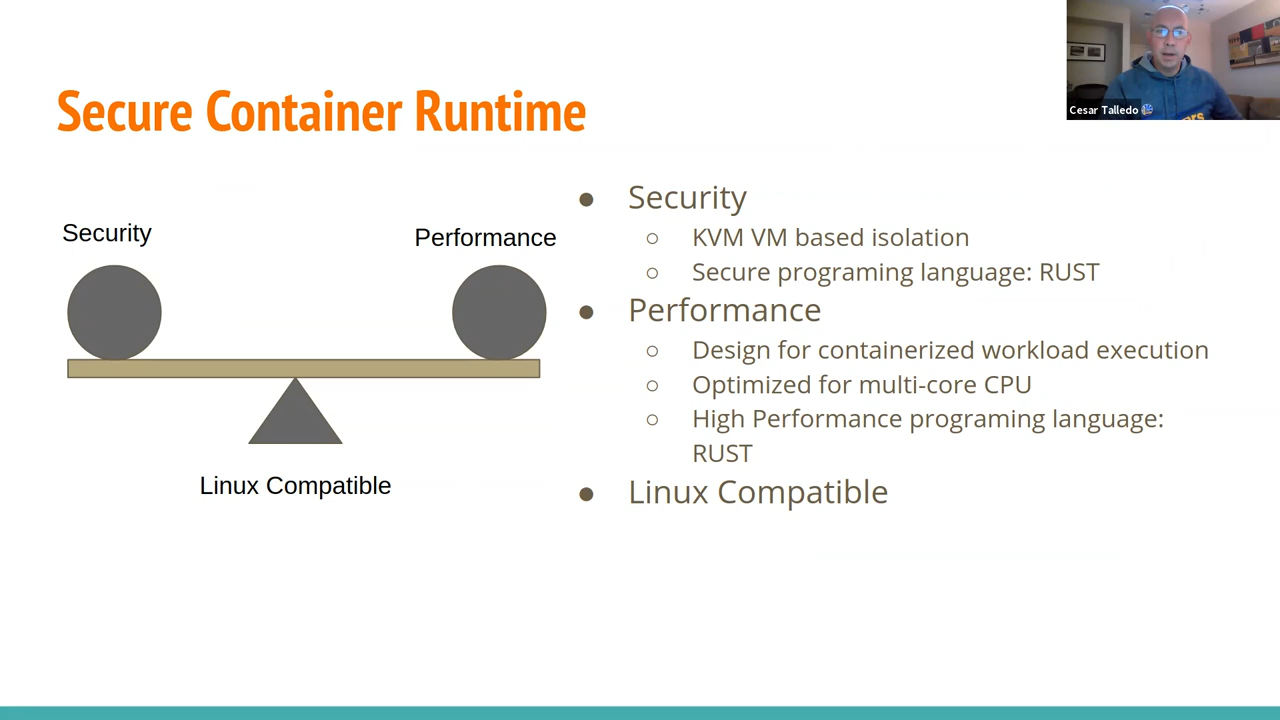 Cesar Talledo
Secure Container Runtime
Security
Performance
Linux Compatible
● Security
○ KVM VM based isolation
○ Secure programing language: RUST
● Performance
○ Design for containerized workload execution
○ Optimized for multi-core CPU
○ High Performance programing language:
RUST
● Linux Compatible